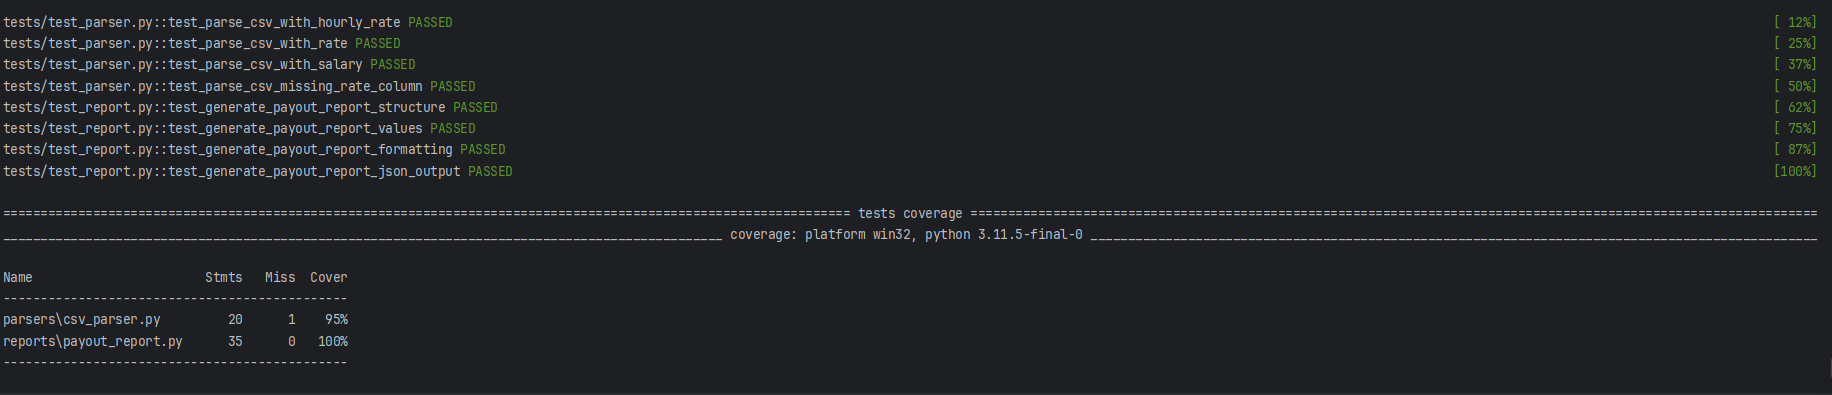 tests/test_parser.py::test_parse_csv_with_hourly_rate PASSED [ 12%]
tests/test_parser.py::test_parse_csv_with_rate PASSED [ 25%]
tests/test_parser.py::test_parse_csv_with_salary PASSED [ 37%]
tests/test_parser.py::test_parse_csv_missing_rate_column PASSED [ 50%]
tests/test_report.py::test_generate_payout_report_structure PASSED [ 62%]
tests/test_report.py::test_generate_payout_report_values PASSED [ 75%]
tests/test_report.py::test_generate_payout_report_formatting PASSED [ 87%]
tests/test_report.py::test_generate_payout_report_json_output PASSED [100%]
================================================================================================================= tests coverage =================================================================================================================
________________________________________________________________________________________________ coverage: platform win32, python 3.11.5-final-0 _________________________________________________________________________________________________
Name                       Stmts   Miss  Cover
----------------------------------------------
parsers\csv_parser.py         20      1    95%
reports\payout_report.py      35      0   100%
----------------------------------------------